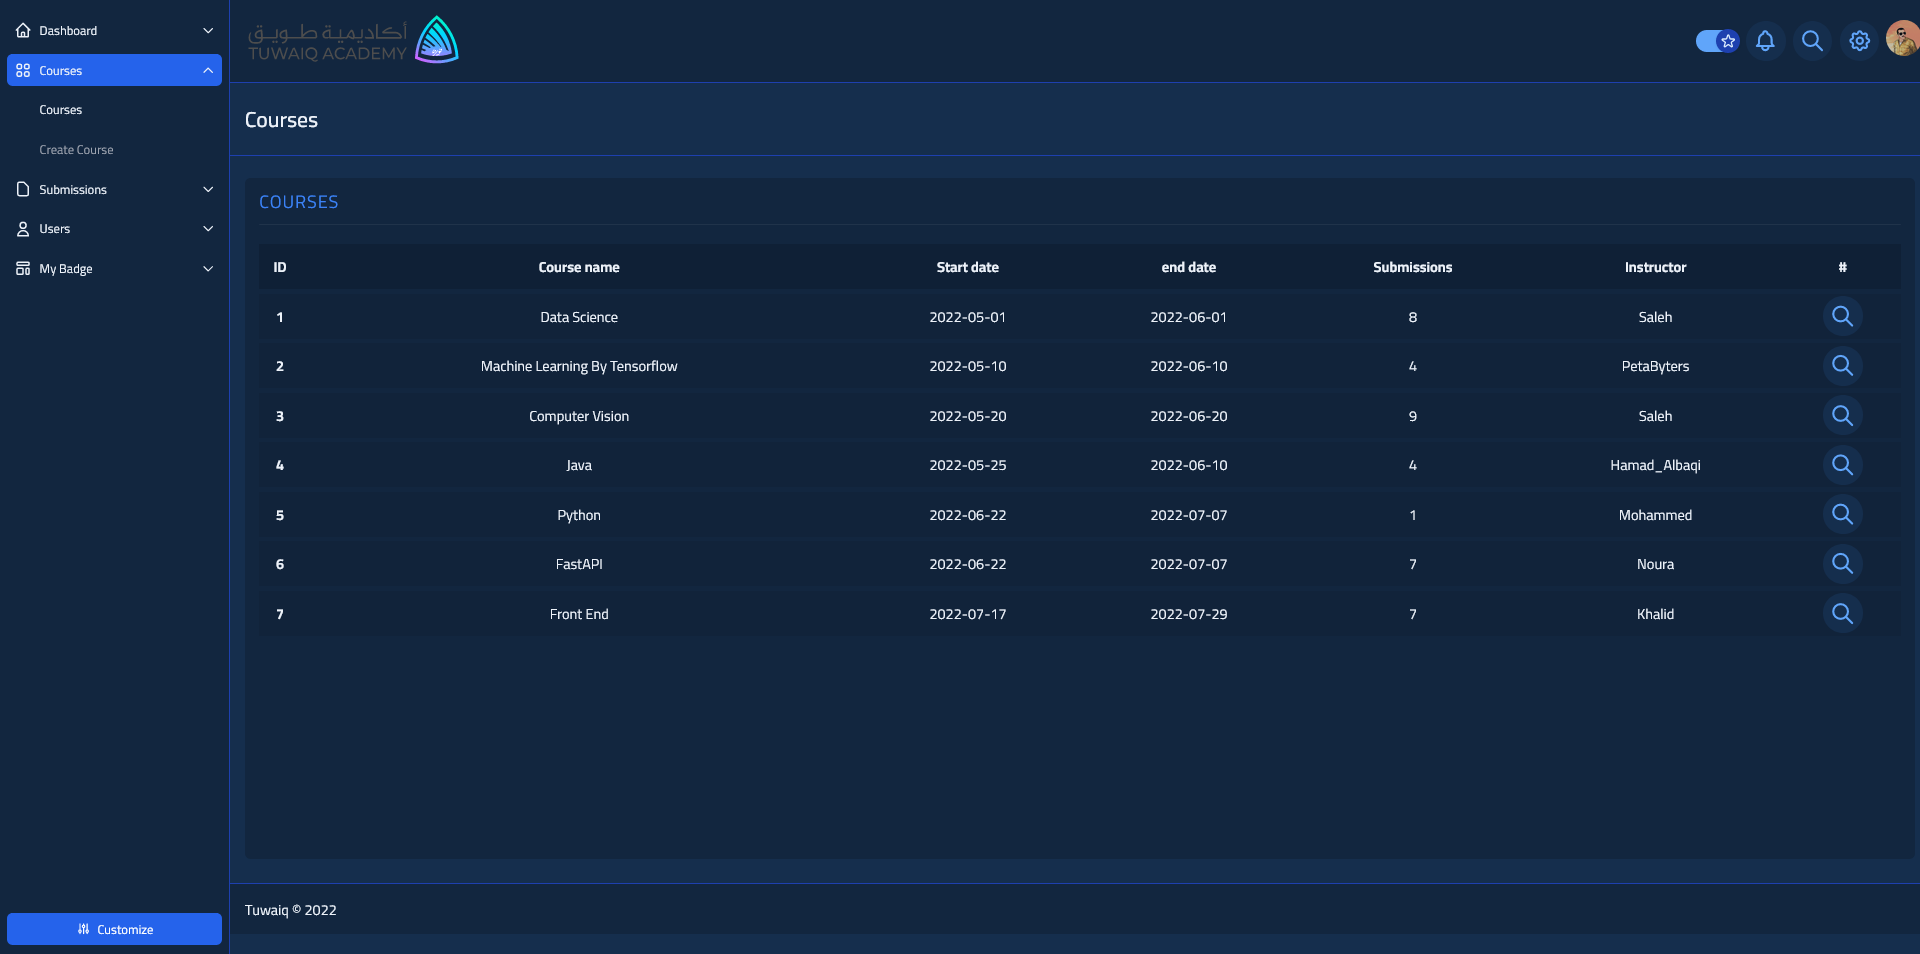 Dashboard
Courses
Courses
Create Course
Submissions
Users
My Badge
Customize
أكاديمية طويق
TUWAIQ ACADEMY
Courses
COURSES
ID Course name Start date end date Submissions Instructor #
1 Data Science 2022-05-01 2022-06-01 8 Saleh
2 Machine Learning By Tensorflow 2022-05-10 2022-06-10 4 PetaByters
3 Computer Vision 2022-05-20 2022-06-20 9 Saleh
4 Java 2022-05-25 2022-06-10 4 Hamad_Albaqi
5 Python 2022-06-22 2022-07-07 1 Mohammed
6 FastAPI 2022-06-22 2022-07-07 7 Noura
7 Front End 2022-07-17 2022-07-29 7 Khalid
Tuwaiq © 2022